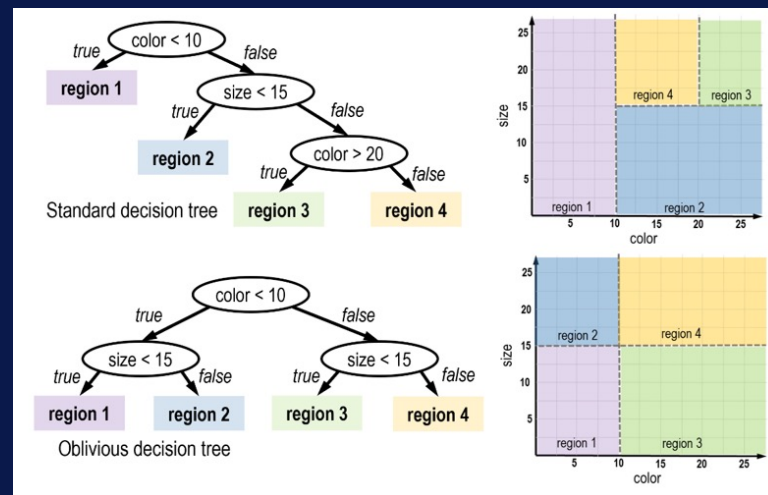 color < 10
true
false
region 1
size < 15
true
false
region 2
color > 20
true
false
Standard decision tree
region 3
region 4
25
20
15
10
5
size
region 4
region 3
region 1
region 2
5
10
15
20
25
color
color < 10
true
false
size < 15
size < 15
true
false
true
false
region 1
region 2
region 3
region 4
Oblivious decision tree
25
20
15
10
5
size
region 2
region 4
region 1
region 3
5
10
15
20
25
color